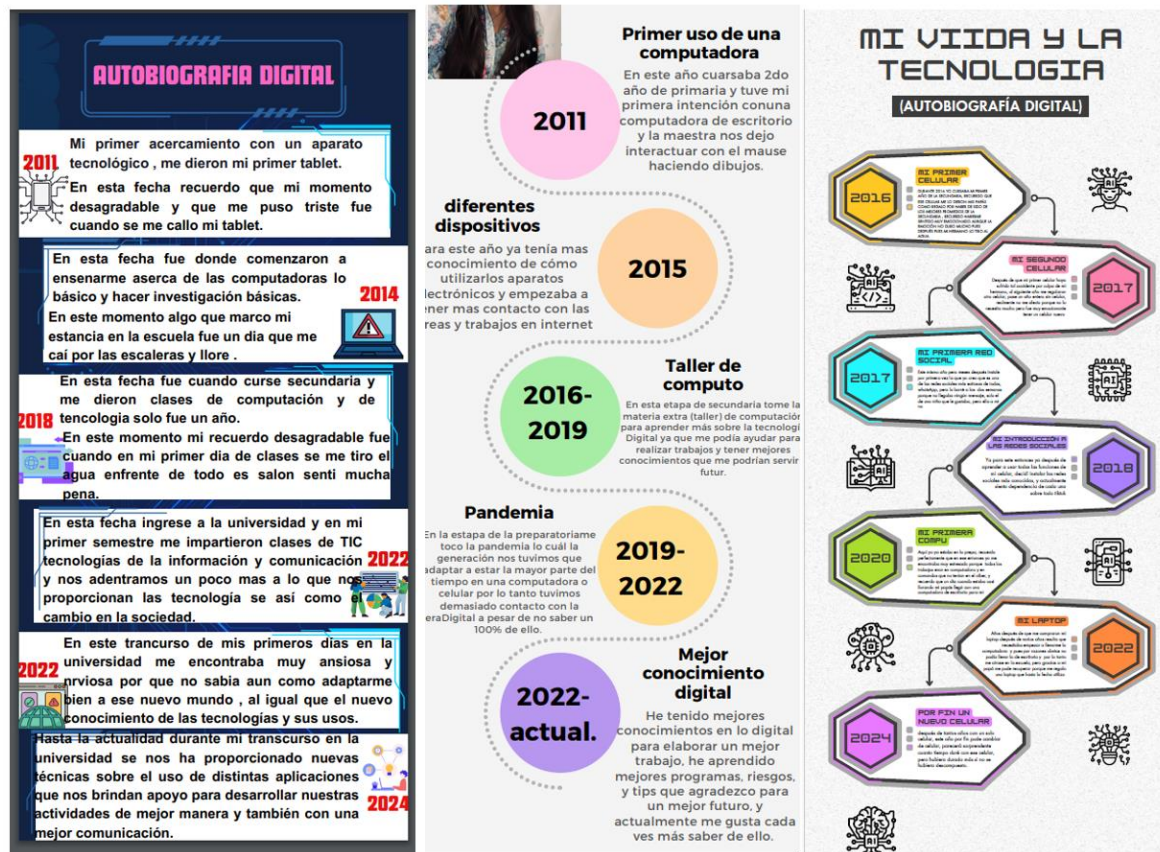 AUTOBIOGRAFIA DIGITAL
2011
Mi primer acercamiento con un aparato
tecnológico , me dieron mi primer tablet.
En esta fecha recuerdo que mi momento
desagradable y que me puso triste fue
cuando se me callo mi tablet.
En esta fecha fue donde comenzaron a
ensenarme aserca de las computadoras lo
básico y hacer investigación básicas.
2014
En este momento algo que marco mi
estancia en la escuela fue un dia que me
caí por las escaleras y llore .
En esta fecha fue cuando curse secundaria y
me dieron clases de computación y de
tencologia solo fue un año.
2018
En este momento mi recuerdo desagradable fue
cuando en mi primer dia de clases se me tiro el
agua enfrente de todo es salon senti mucha
pena.
En esta fecha ingrese a la universidad y en mi
primer semestre me impartieron clases de TIC
tecnologías de la información y comunicación
2022
y nos adentramos un poco mas a lo que nos
proporcionan las tecnología se así como el
cambio en la sociedad.
En este trancurso de mis primeros dias en la
2022
universidad me encontraba muy ansiosa y
nrviosa por que no sabia aun como adaptarme
bien a ese nuevo mundo , al igual que el nuevo
conocimiento de las tecnologías y sus usos.
Hasta la actualidad durante mi transcurso en la
universidad se nos ha proporcionado nuevas
técnicas sobre el uso de distintas aplicaciones
que nos brindan apoyo para desarrollar nuestras
2024
actividades de mejor manera y también con una
mejor comunicación.
Primer uso de una
computadora
2011
En este año cuarsaba 2do
año de primaria y tuve mi
primera intención conuna
computadora de escritorio
y la maestra nos dejo
interactuar con el mause
haciendo dibujos.
diferentes
dispositivos
2015
ara este año ya tenía mas
conocimiento de cómo
utilizarlos aparatos
lectrónicos y empezaba a
ener mas contacto con las
reas y trabajos en internet
2016-
2019
Taller de
computo
En esta etapa de secundaria tome la
materia extra (taller) de computación
para aprender más sobre la tecnologí
Digital ya que me podía ayudar para
realizar trabajos y tener mejores
conocimientos que me podrían servir
futur.
Pandemia
2019-
2022
En la estapa de la preparatoriame
toco la pandemia lo cuál la
generación nos tuvimos que
adaptar a estar la mayor parte del
tiempo en una computadora o
celular por lo tanto tuvimos
demasiado contacto con la
eraDigital a pesar de no saber un
100% de ello.
2022-
actual.
Mejor
conocimiento
digital
He tenido mejores
conocimientos en lo digital
para elaborar un mejor
trabajo, he aprendido
mejores programas, riesgos,
y tips que agradezco para
un mejor futuro, y
actualmente me gusta cada
ves más saber de ello.
MI VIIDA Y LA
TECNOLOGIA
(AUTOBIOGRAFÍA DIGITAL)
MI PRIMER
CELULAR
2016
MI SEGUNDO
CELULAR
2017
MI PRIMERA RED
SOCIAL
2017
MI INTRODUCCIÓN A
LAS REDES SOCIALES
2018
MI PRIMERA
COMPU
2020
MI LAPTOP
2022
POR FIN UN
NUEVO CELULAR
2024
después de tantos años con un solo
celular, este año por fin pude cambiar
de celular,
AI